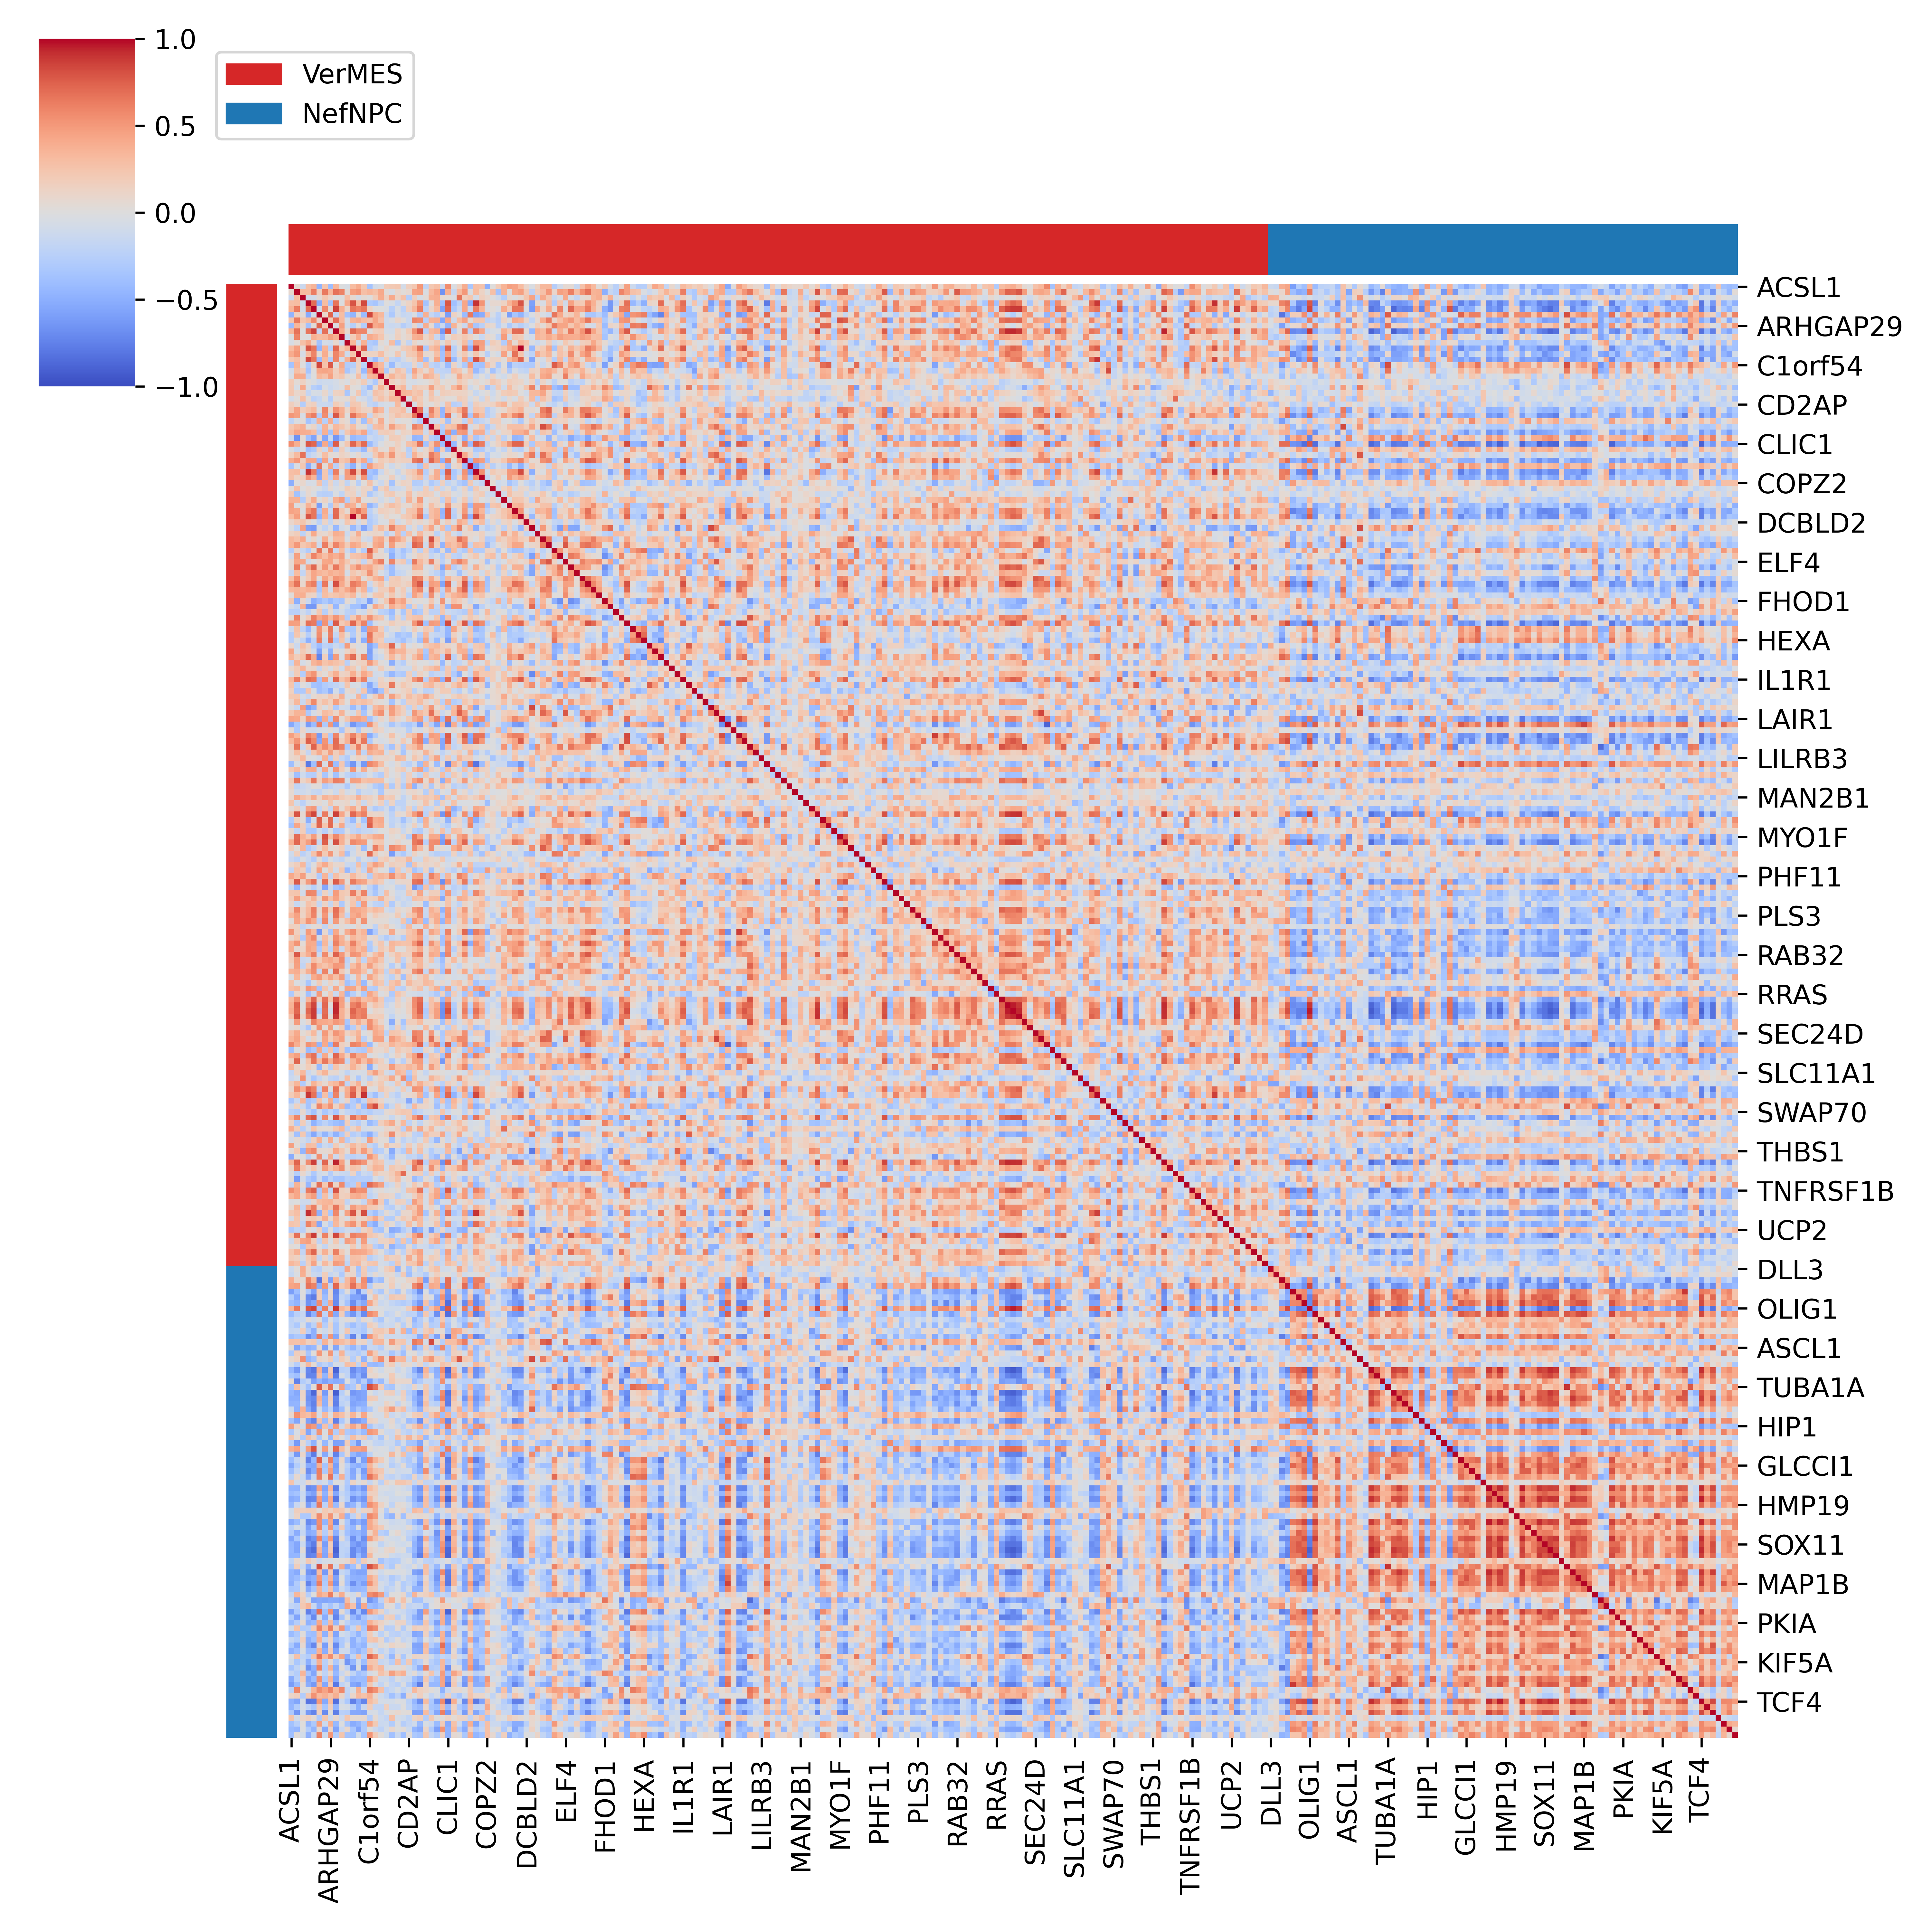 1.0
0.5
0.0
−0.5
−1.0
VerMES
NefNPC
ACSL1
ARHGAP29
C1orf54
CD2AP
CLIC1
COPZ2
DCBLD2
ELF4
FHOD1
HEXA
IL1R1
LAIR1
LILRB3
MAN2B1
MYO1F
PHF11
PLS3
RAB32
RRAS
SEC24D
SLC11A1
SWAP70
THBS1
TNFRSF1B
UCP2
DLL3
OLIG1
ASCL1
TUBA1A
HIP1
GLCCI1
HMP19
SOX11
MAP1B
PKIA
KIF5A
TCF4
ACSL1
ARHGAP29
C1orf54
CD2AP
CLIC1
COPZ2
DCBLD2
ELF4
FHOD1
HEXA
IL1R1
LAIR1
LILRB3
MAN2B1
MYO1F
PHF11
PLS3
RAB32
RRAS
SEC24D
SLC11A1
SWAP70
THBS1
TNFRSF1B
UCP2
DLL3
OLIG1
ASCL1
TUBA1A
HIP1
GLCCI1
HMP19
SOX11
MAP1B
PKIA
KIF5A
TCF4